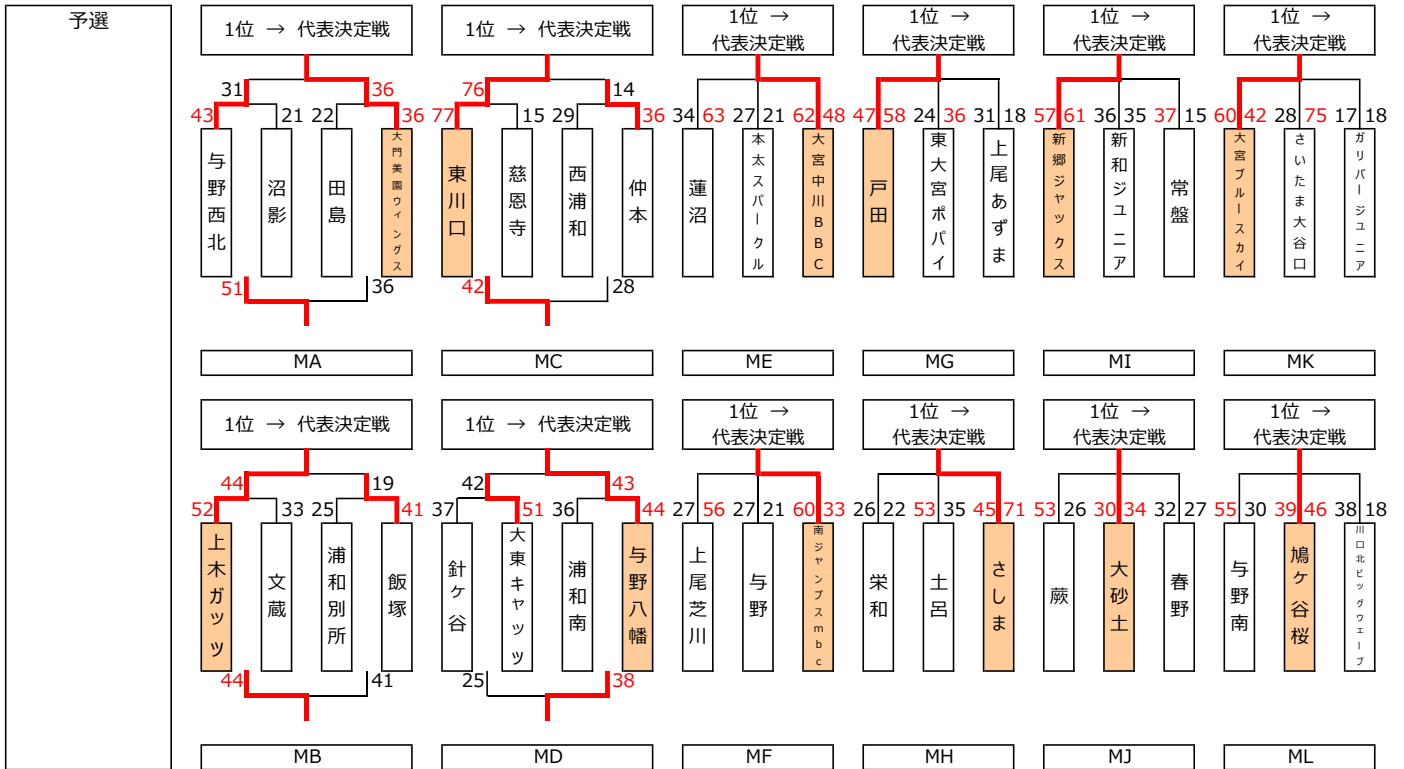 予選
1位 → 代表決定戦
31 36
43 21 22 36
与野西北
沼影
田島
大門美園ウィングス
51 36
MA
1位 → 代表決定戦
76 14
77 15 29 36
東川口
慈恩寺
西浦和
仲本
42 28
MC
1位 →
代表決定戦
34 63 27 21 62 48
蓮沼
本太スパークル
大宮中川BBC
ME
1位 →
代表決定戦
47 58 24 36 31 18
戸田
東大宮ポパイ
上尾あずま
MG
1位 →
代表決定戦
57 61 36 35 37 15
新郷ジャックス
新和ジユニア
常盤
MI
1位 →
代表決定戦
60 42 28 75 17 18
大宮ブルースカイ
さいたま大谷口
ガリバージユニア
MK
1位 → 代表決定戦
44 19
52 33 25 41
上木ガッツ
文蔵
浦和別所
飯塚
44 41
MB
1位 → 代表決定戦
42 43
37 51 36 44
針ヶ谷
大東キャッツ
浦和南
与野八幡
25 38
MD
1位 →
代表決定戦
27 56 27 21 60 33
上尾芝川
与野
南ジャンプスmbc
MF
1位 →
代表決定戦
26 22 53 35 45 71
栄和
土呂
さしま
MH
1位 →
代表決定戦
53 26 30 34 32 27
蕨
大砂土
春野
MJ
1位 →
代表決定戦
55 30 39 46 38 18
与野南
鳩ヶ谷桜
川口北ビッグウェーブ
ML